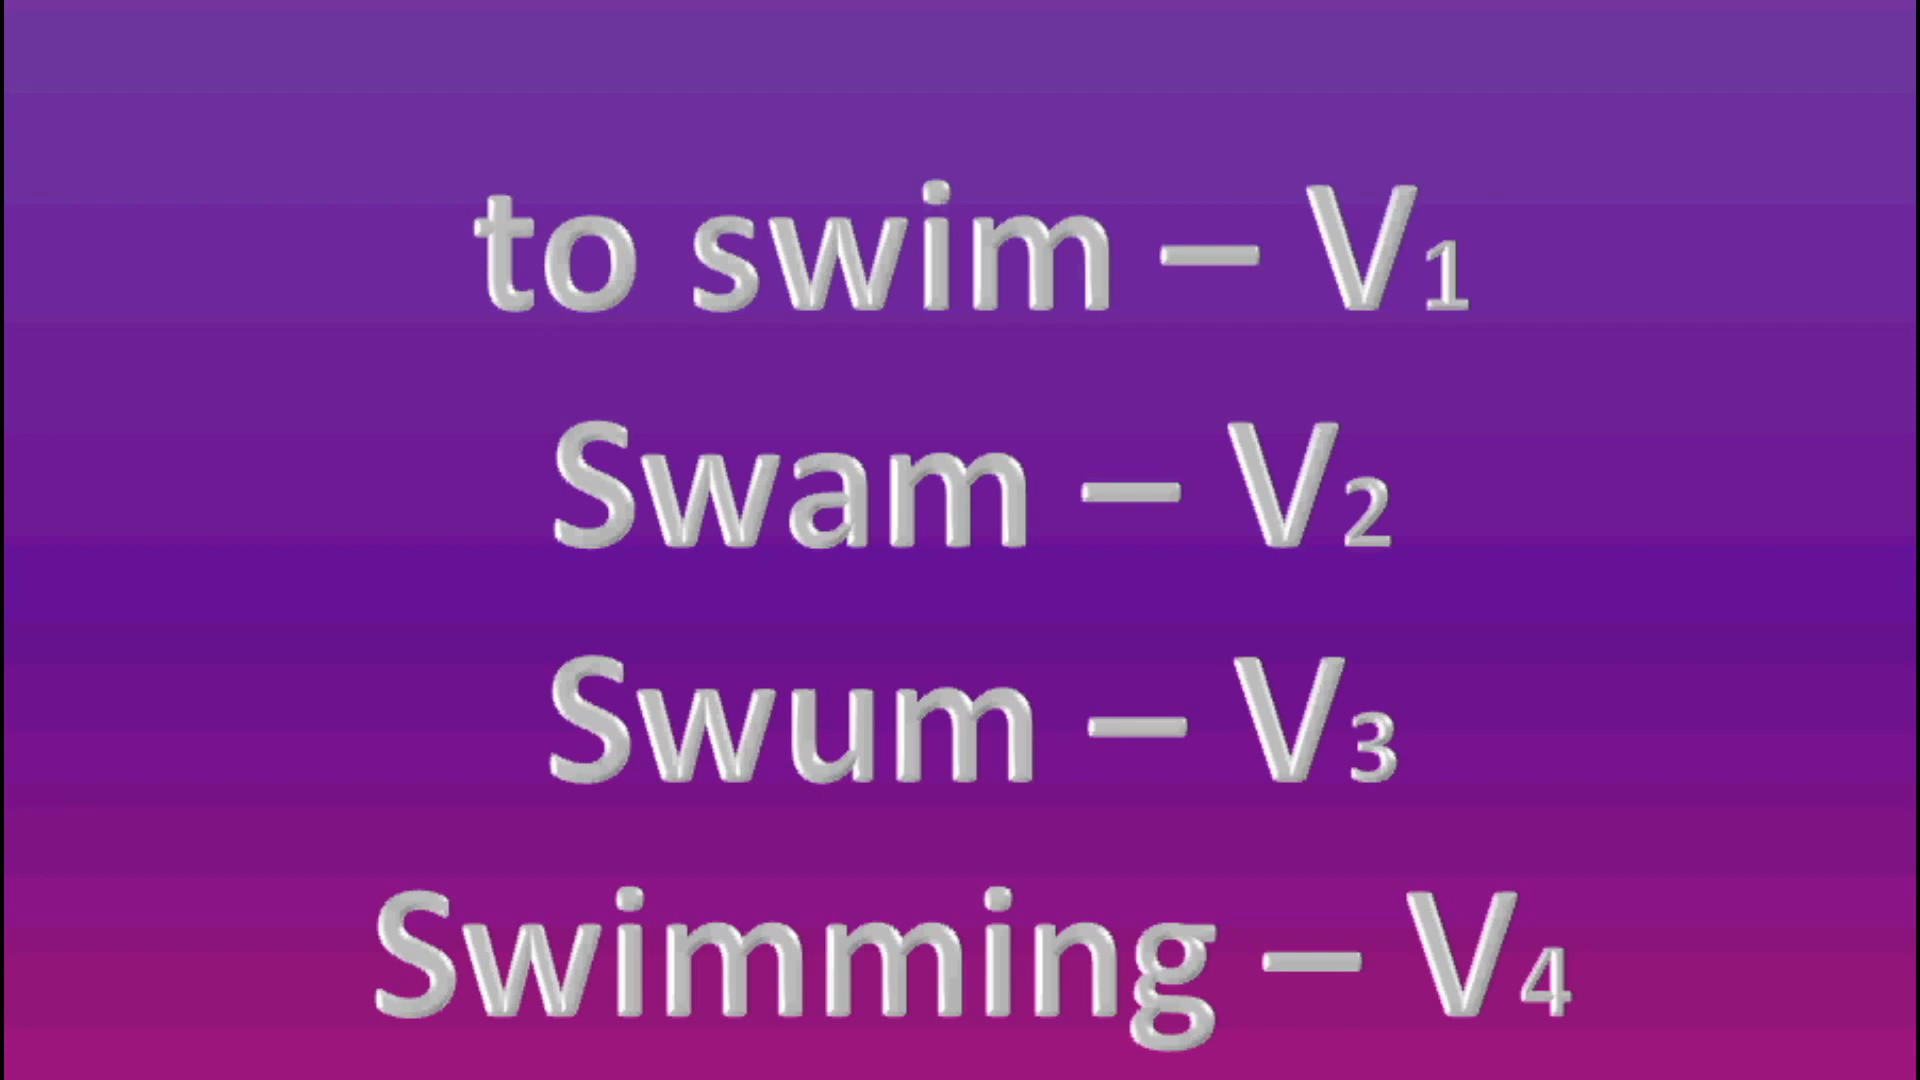 to swim – V1
Swam – V2
Swum – V3
Swimming – V4